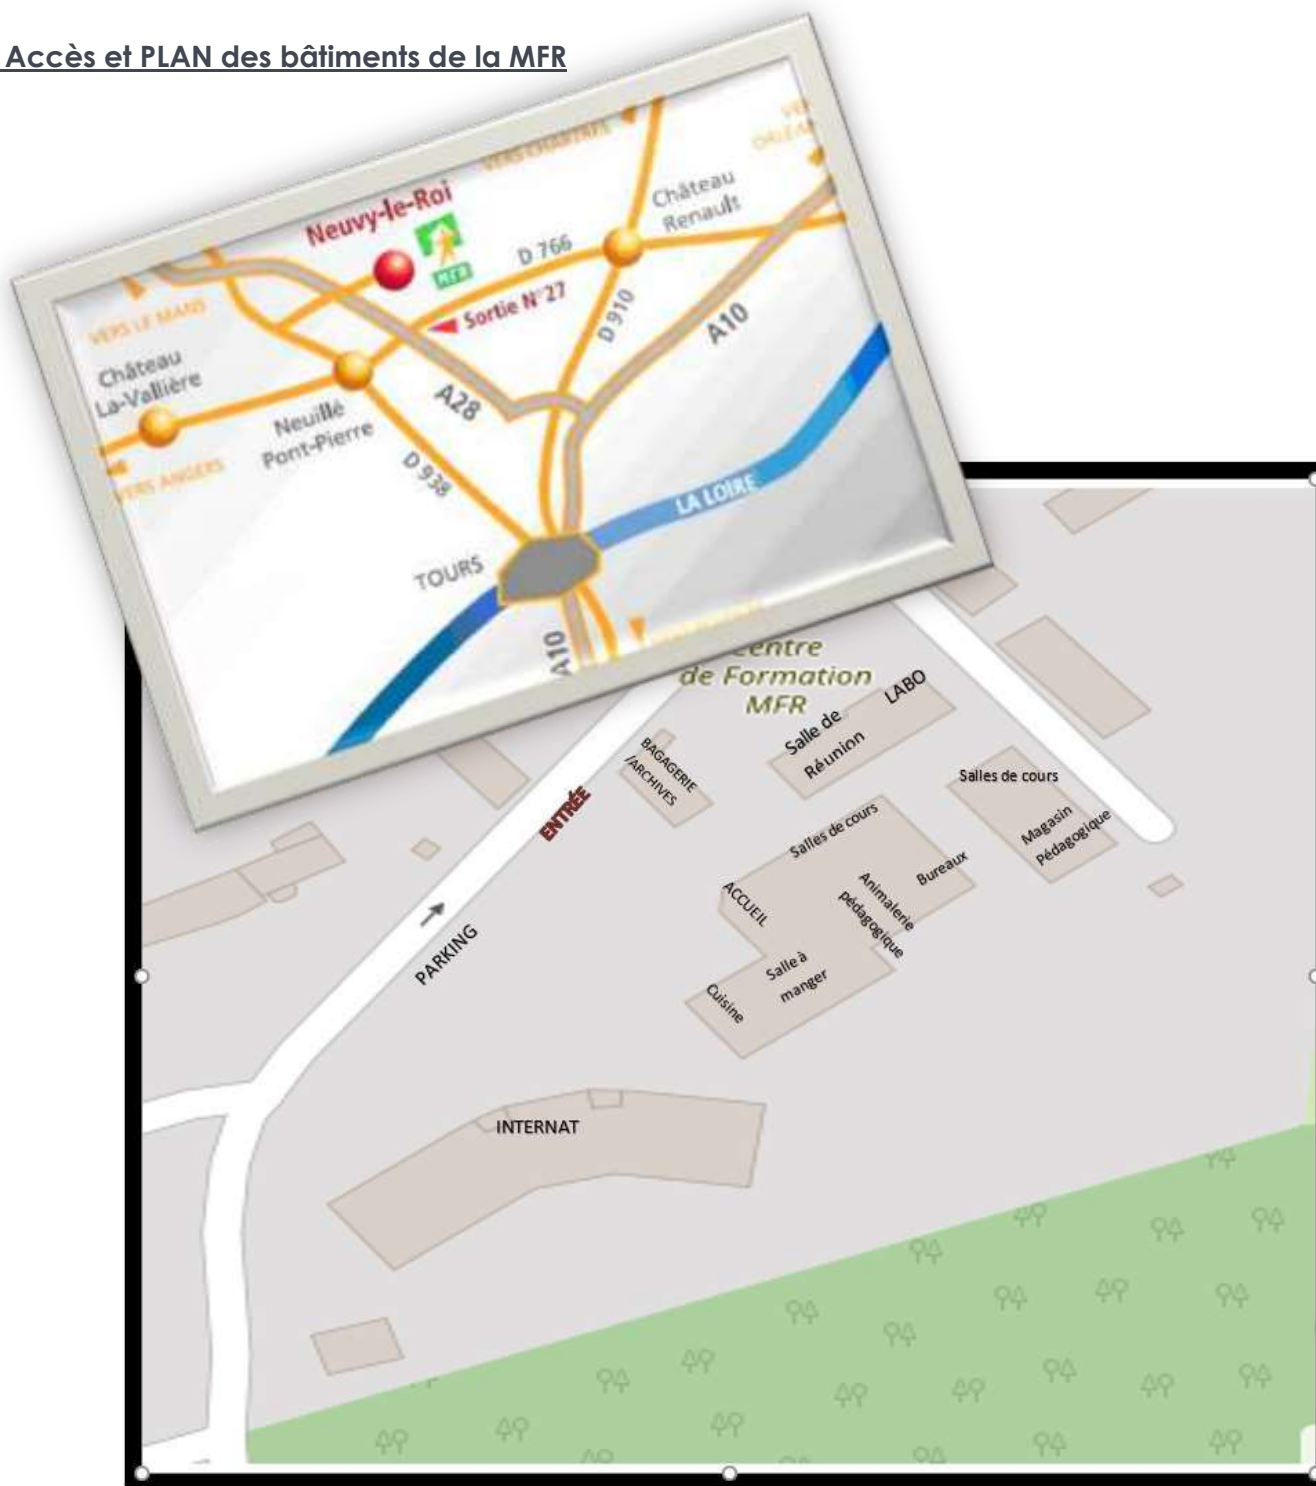 Accès et PLAN des bâtiments de la MFR
VERS CHARTRES
Neuvy-le-Roi
MFR
Château
Renault
D 766
Sortie N°27
VERS LE MANS
D 910
A10
Château
La-Vallière
A28
Neuillé
Pont-Pierre
VERS ANGERS
D 938
LA LOIRE
TOURS
A10
Centre
de Formation
MFR
LABO
Salle de
Réunion
BAGAGERIE
/ARCHIVES
Salles de cours
ENTRÉE
Magasin
Pédagogique
Salles de cours
Bureaux
ACCUEIL
Animalerie
pédagogique
PARKING
Salle à
manger
Cuisine
INTERNAT